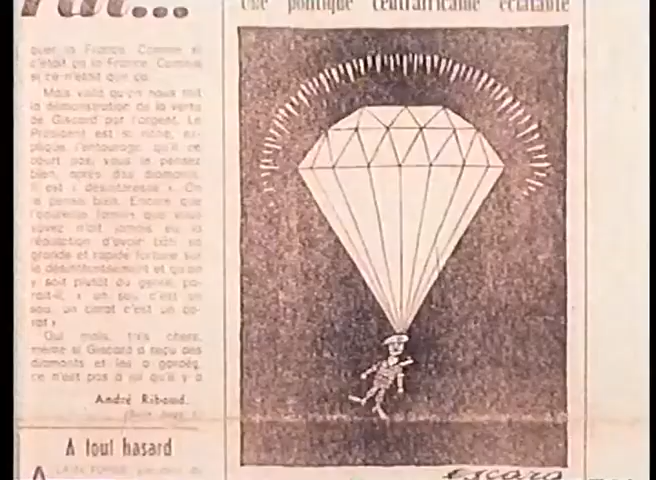 Une politique centrafricaine éclatante
quer la France. Comme si
c'était ça la France. Comme
si ce n'était que ça.
Mais voilà qu'on nous fait
la démonstration de la vertu
de Giscard par l'argent. Le
Président est si riche, ex-
plique l'entourage, qu'il ne
court pas, vous le pensez
bien, après des diamants.
Il est « désintéressé ». On
le pense bien. Encore que
famille que vous
savez n'ait jamais eu la
réputation d'avoir bâti sa
grande et rapide fortune sur
le désintéressement et qu'on
y soit plutôt du genre, pa-
raît-il, « un sou c'est un
sou, un carat c'est un ca-
rat »
Oui mais, très chers,
même si Giscard a reçu des
diamants et les a gardés,
ce n'est pas à lui qu'il y a
André Ribaud.
A tout hasard
escaro